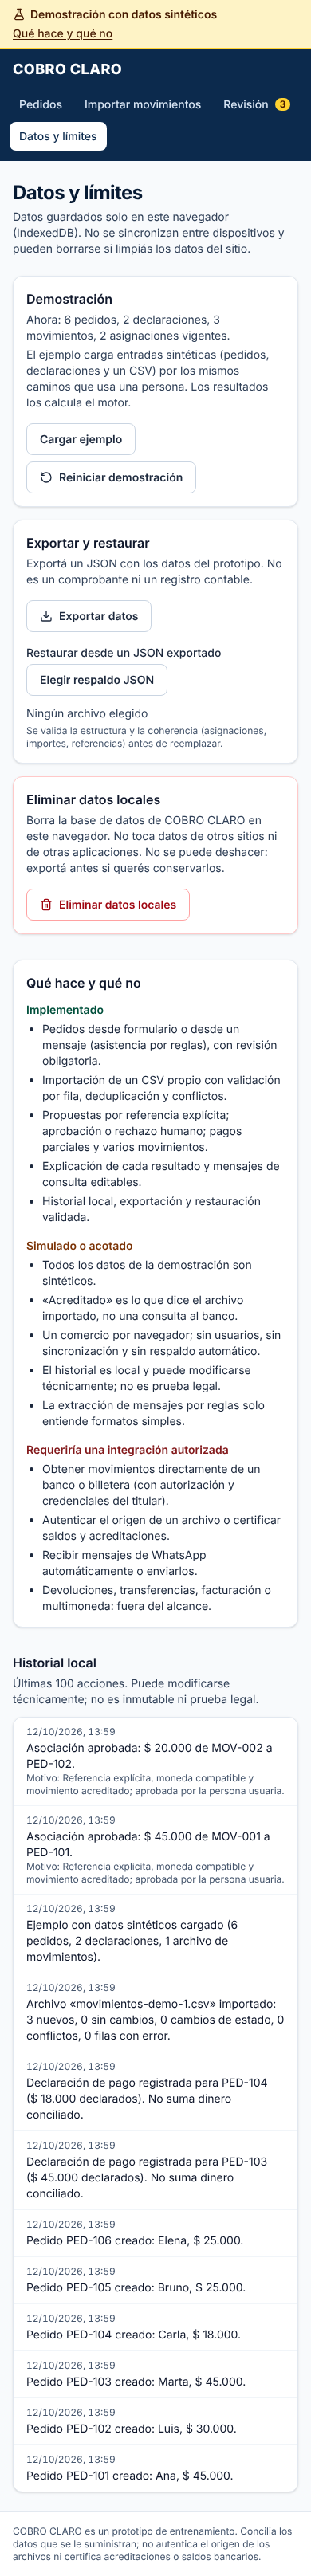 Demostración con datos sintéticos
Qué hace y qué no
COBRO CLARO
Pedidos
Importar movimientos
Revisión 3
Datos y límites
Datos y límites
Datos guardados solo en este navegador
(IndexedDB). No se sincronizan entre dispositivos y
pueden borrarse si limpiás los datos del sitio.
Demostración
Ahora: 6 pedidos, 2 declaraciones, 3
movimientos, 2 asignaciones vigentes.
El ejemplo carga entradas sintéticas (pedidos,
declaraciones y un CSV) por los mismos
caminos que usa una persona. Los resultados
los calcula el motor.
Cargar ejemplo
Reiniciar demostración
Exportar y restaurar
Exportá un JSON con los datos del prototipo. No
es un comprobante ni un registro contable.
Exportar datos
Restaurar desde un JSON exportado
Elegir respaldo JSON
Ningún archivo elegido
Se valida la estructura y la coherencia (asignaciones,
importes, referencias) antes de reemplazar.
Eliminar datos locales
Borra la base de datos de COBRO CLARO en
este navegador. No toca datos de otros sitios ni
de otras aplicaciones. No se puede deshacer:
exportá antes si querés conservarlos.
Eliminar datos locales
Qué hace y qué no
Implementado
• Pedidos desde formulario o desde un
mensaje (asistencia por reglas), con revisión
obligatoria.
• Importación de un CSV propio con validación
por fila, deduplicación y conflictos.
• Propuestas por referencia explícita;
aprobación o rechazo humano; pagos
parciales y varios movimientos.
• Explicación de cada resultado y mensajes de
consulta editables.
• Historial local, exportación y restauración
validada.
Simulado o acotado
• Todos los datos de la demostración son
sintéticos.
• «Acreditado» es lo que dice el archivo
importado, no una consulta al banco.
• Un comercio por navegador; sin usuarios, sin
sincronización y sin respaldo automático.
• El historial es local y puede modificarse
técnicamente; no es prueba legal.
• La extracción de mensajes por reglas solo
entiende formatos simples.
Requeriría una integración autorizada
• Obtener movimientos directamente de un
banco o billetera (con autorización y
credenciales del titular).
• Autenticar el origen de un archivo o certificar
saldos y acreditaciones.
• Recibir mensajes de WhatsApp
automáticamente o enviarlos.
• Devoluciones, transferencias, facturación o
multimoneda: fuera del alcance.
Historial local
Últimas 100 acciones. Puede modificarse
técnicamente; no es inmutable ni prueba legal.
12/10/2026, 13:59
Asociación aprobada: $ 20.000 de MOV-002 a
PED-102.
Motivo: Referencia explícita, moneda compatible y
movimiento acreditado; aprobada por la persona usuaria.
12/10/2026, 13:59
Asociación aprobada: $ 45.000 de MOV-001 a
PED-101.
Motivo: Referencia explícita, moneda compatible y
movimiento acreditado; aprobada por la persona usuaria.
12/10/2026, 13:59
Ejemplo con datos sintéticos cargado (6
pedidos, 2 declaraciones, 1 archivo de
movimientos).
12/10/2026, 13:59
Archivo «movimientos-demo-1.csv» importado:
3 nuevos, 0 sin cambios, 0 cambios de estado, 0
conflictos, 0 filas con error.
12/10/2026, 13:59
Declaración de pago registrada para PED-104
($ 18.000 declarados). No suma dinero
conciliado.
12/10/2026, 13:59
Declaración de pago registrada para PED-103
($ 45.000 declarados). No suma dinero
conciliado.
12/10/2026, 13:59
Pedido PED-106 creado: Elena, $ 25.000.
12/10/2026, 13:59
Pedido PED-105 creado: Bruno, $ 25.000.
12/10/2026, 13:59
Pedido PED-104 creado: Carla, $ 18.000.
12/10/2026, 13:59
Pedido PED-103 creado: Marta, $ 45.000.
12/10/2026, 13:59
Pedido PED-102 creado: Luis, $ 30.000.
12/10/2026, 13:59
Pedido PED-101 creado: Ana, $ 45.000.
COBRO CLARO es un prototipo de entrenamiento. Concilia los
datos que se le suministran; no autentica el origen de los
archivos ni certifica acreditaciones o saldos bancarios.